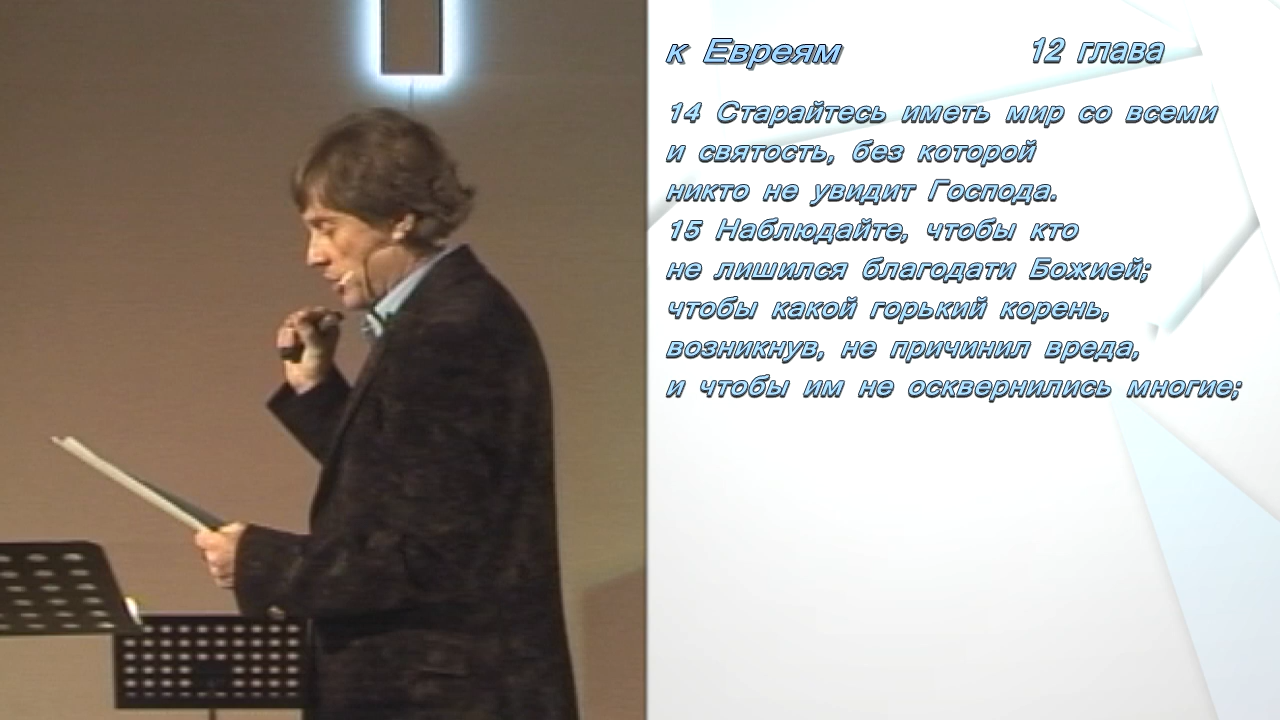 к Евреям 12 глава
14 Старайтесь иметь мир со всеми
и святость, без которой
никто не увидит Господа.
15 Наблюдайте, чтобы кто
не лишился благодати Божией;
чтобы какой горький корень,
возникнув, не причинил вреда,
и чтобы им не осквернились многие;